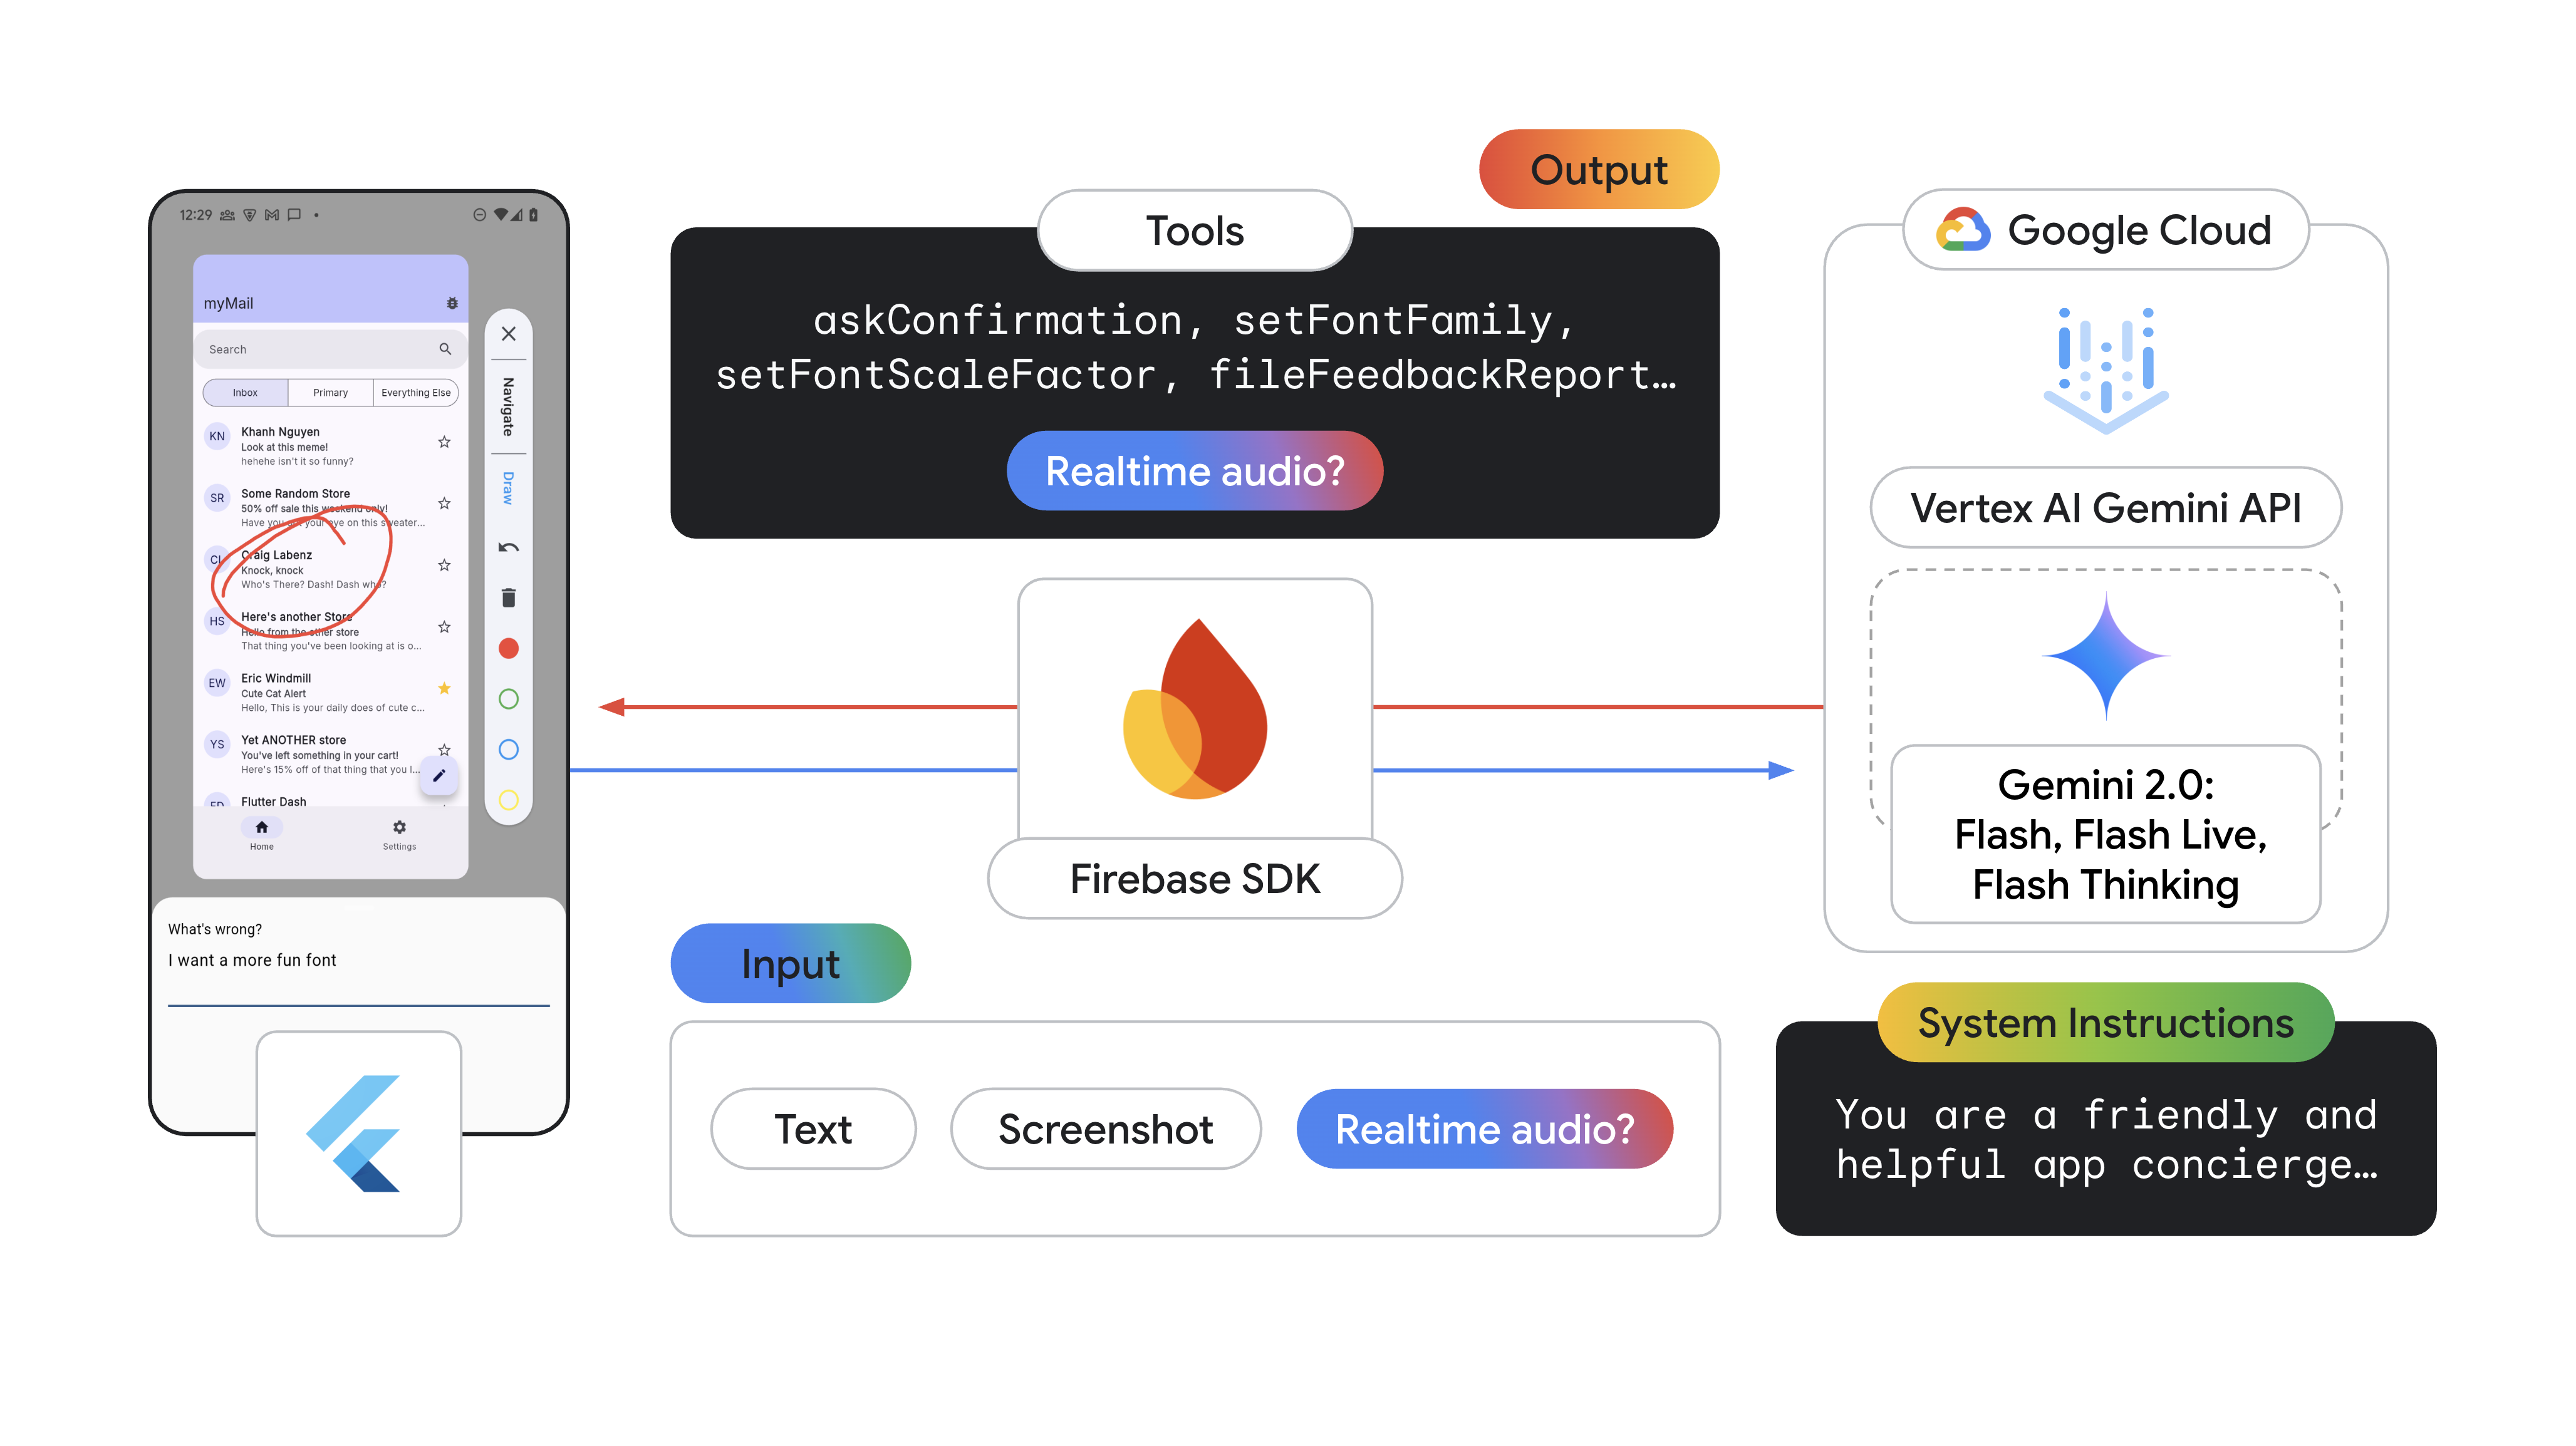 12:29
myMail
Search
Inbox Primary Everything Else
KN Khanh Nguyen
Look at this meme!
hehehe isn't it so funny?
SR Some Random Store
50% off sale this weekend only!
Have you got your eye on this sweater...
CL Craig Labenz
Knock, knock
Who's There? Dash! Dash who?
HS Here's another Store
Hello from the other store
That thing you've been looking at is o...
EW Eric Windmill
Cute Cat Alert
Hello, This is your daily does of cute c...
YS Yet ANOTHER store
You've left something in your cart!
Here's 15% off of that thing that you l...
FD Flutter Dash
Home Settings
Navigate
Draw
What's wrong?
I want a more fun font
Output
Tools
askConfirmation, setFontFamily,
setFontScaleFactor, fileFeedbackReport…
Realtime audio?
Firebase SDK
Input
Text Screenshot Realtime audio?
Google Cloud
Vertex AI Gemini API
Gemini 2.0:
Flash, Flash Live,
Flash Thinking
System Instructions
You are a friendly and
helpful app concierge…